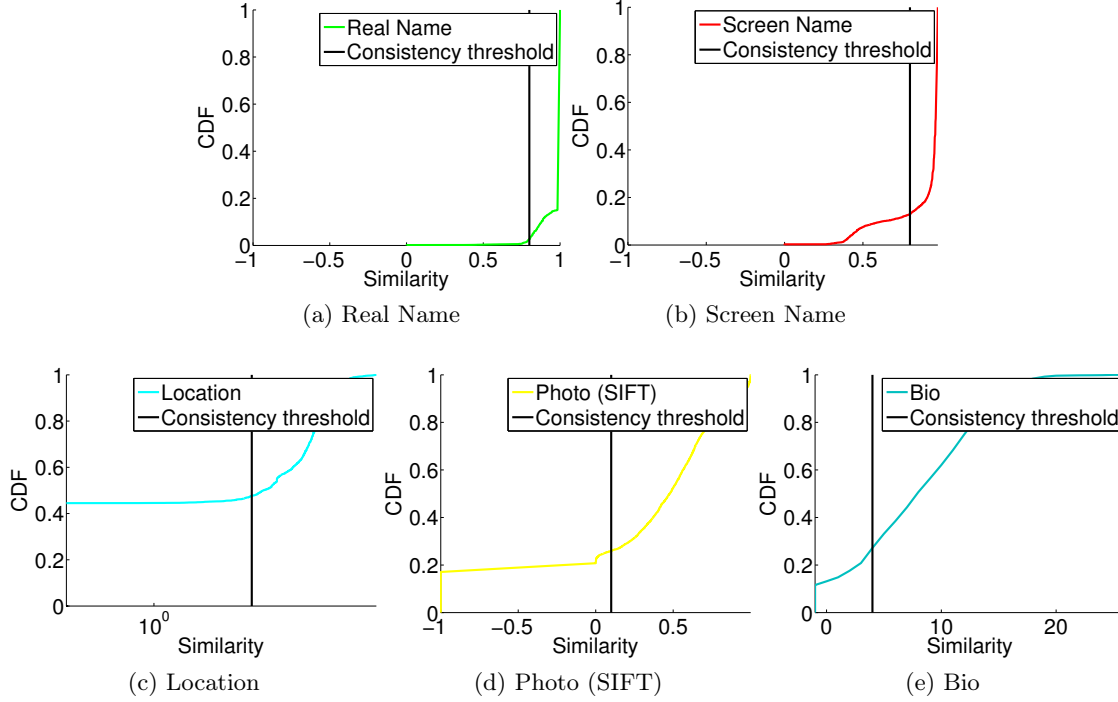 Real Name
Consistency threshold
1
0.8
0.6
0.4
0.2
0
CDF
−1
−0.5
0
0.5
1
Similarity
(a) Real Name
Screen Name
Consistency threshold
1
0.8
0.6
0.4
0.2
0
CDF
−1
−0.5
0
0.5
Similarity
(b) Screen Name
Location
Consistency threshold
1
0.8
0.6
0.4
0.2
0
CDF
10⁰
Similarity
(c) Location
Photo (SIFT)
Consistency threshold
1
0.8
0.6
0.4
0.2
0
CDF
−1
−0.5
0
0.5
Similarity
(d) Photo (SIFT)
Bio
Consistency threshold
1
0.8
0.6
0.4
0.2
0
CDF
0
10
20
Similarity
(e) Bio